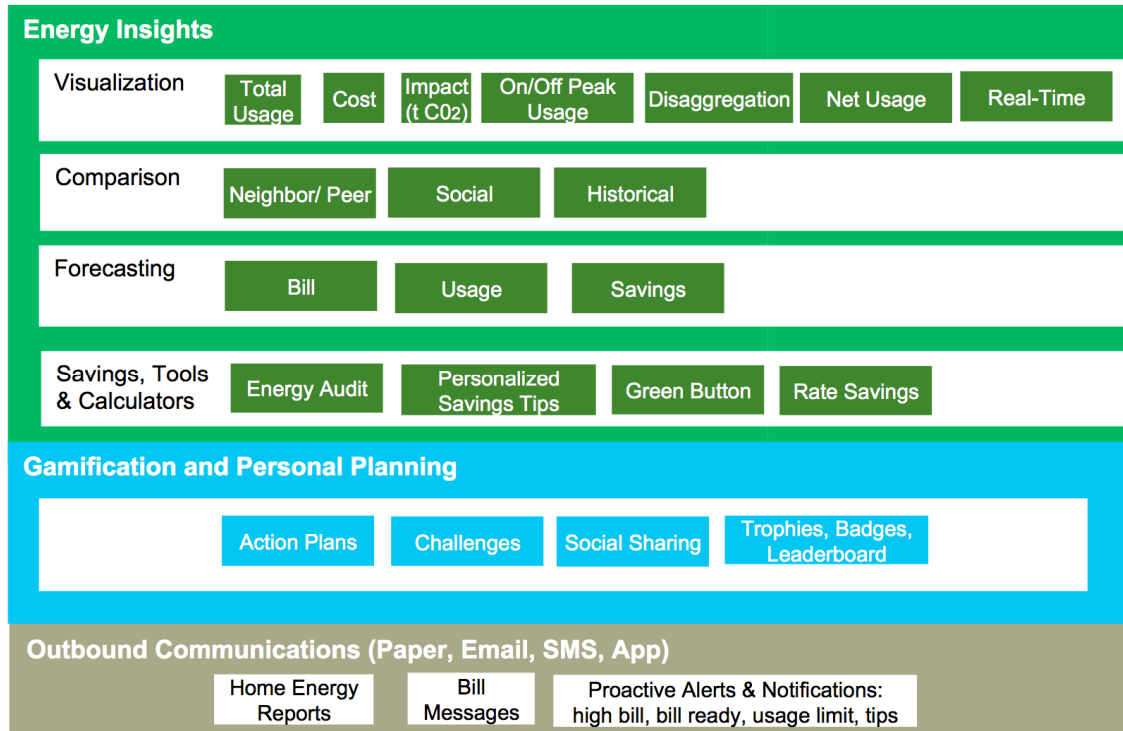 Energy Insights
Visualization
Total
Usage
Cost
Impact
(t C02)
On/Off Peak
Usage
Disaggregation
Net Usage
Real-Time
Comparison
Neighbor/ Peer
Social
Historical
Forecasting
Bill
Usage
Savings
Savings, Tools
& Calculators
Energy Audit
Personalized
Savings Tips
Green Button
Rate Savings
Gamification and Personal Planning
Action Plans
Challenges
Social Sharing
Trophies, Badges,
Leaderboard
Outbound Communications (Paper, Email, SMS, App)
Home Energy
Reports
Bill
Messages
Proactive Alerts & Notifications:
high bill, bill ready, usage limit, tips